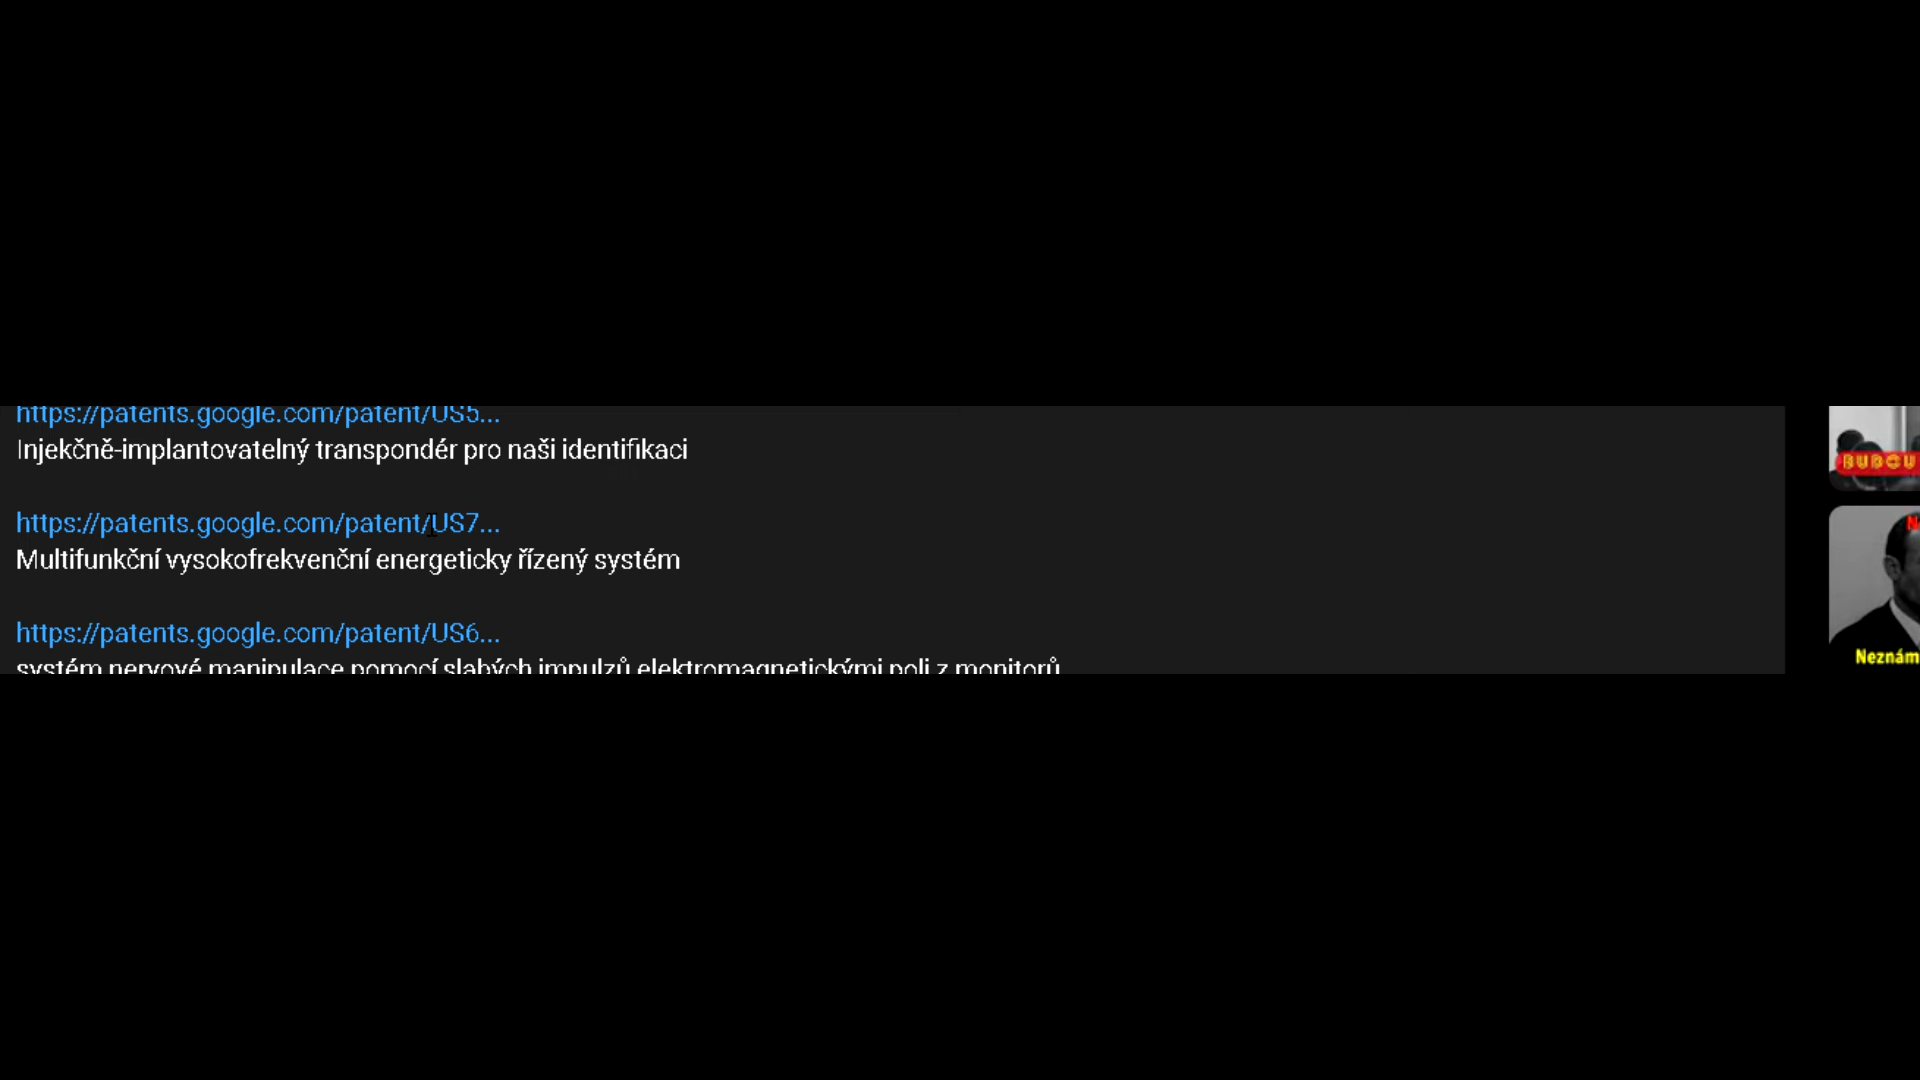 https://patents.google.com/patent/US5...
Injekčně-implantovatelný transpondér pro naši identifikaci
https://patents.google.com/patent/US7...
Multifunkční vysokofrekvenční energeticky řízený systém
https://patents.google.com/patent/US6...
systém nervové manipulace pomocí slabých impulzů elektromagnetickými poli z monitorů
BUDOU
N
Neznám